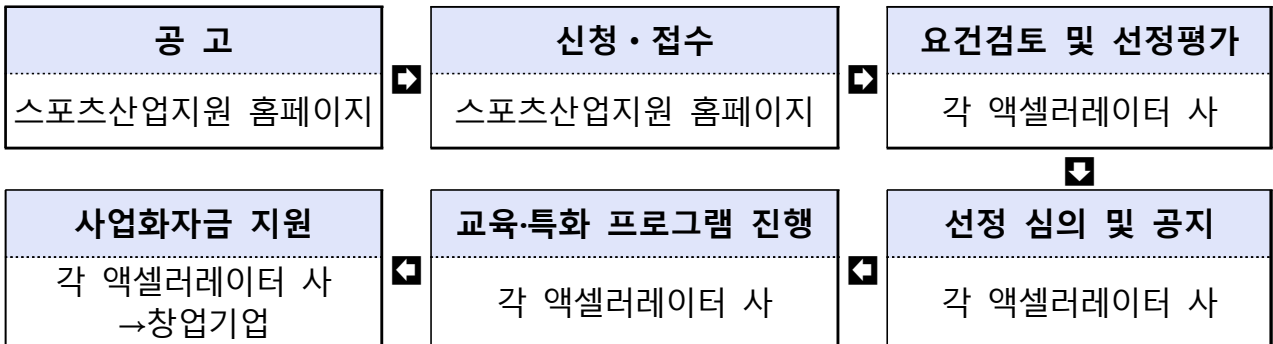 공 고
스포츠산업지원 홈페이지
신청・접수
스포츠산업지원 홈페이지
요건검토 및 선정평가
각 액셀러레이터 사
사업화자금 지원
각 액셀러레이터 사
→창업기업
교육·특화 프로그램 진행
각 액셀러레이터 사
선정 심의 및 공지
각 액셀러레이터 사